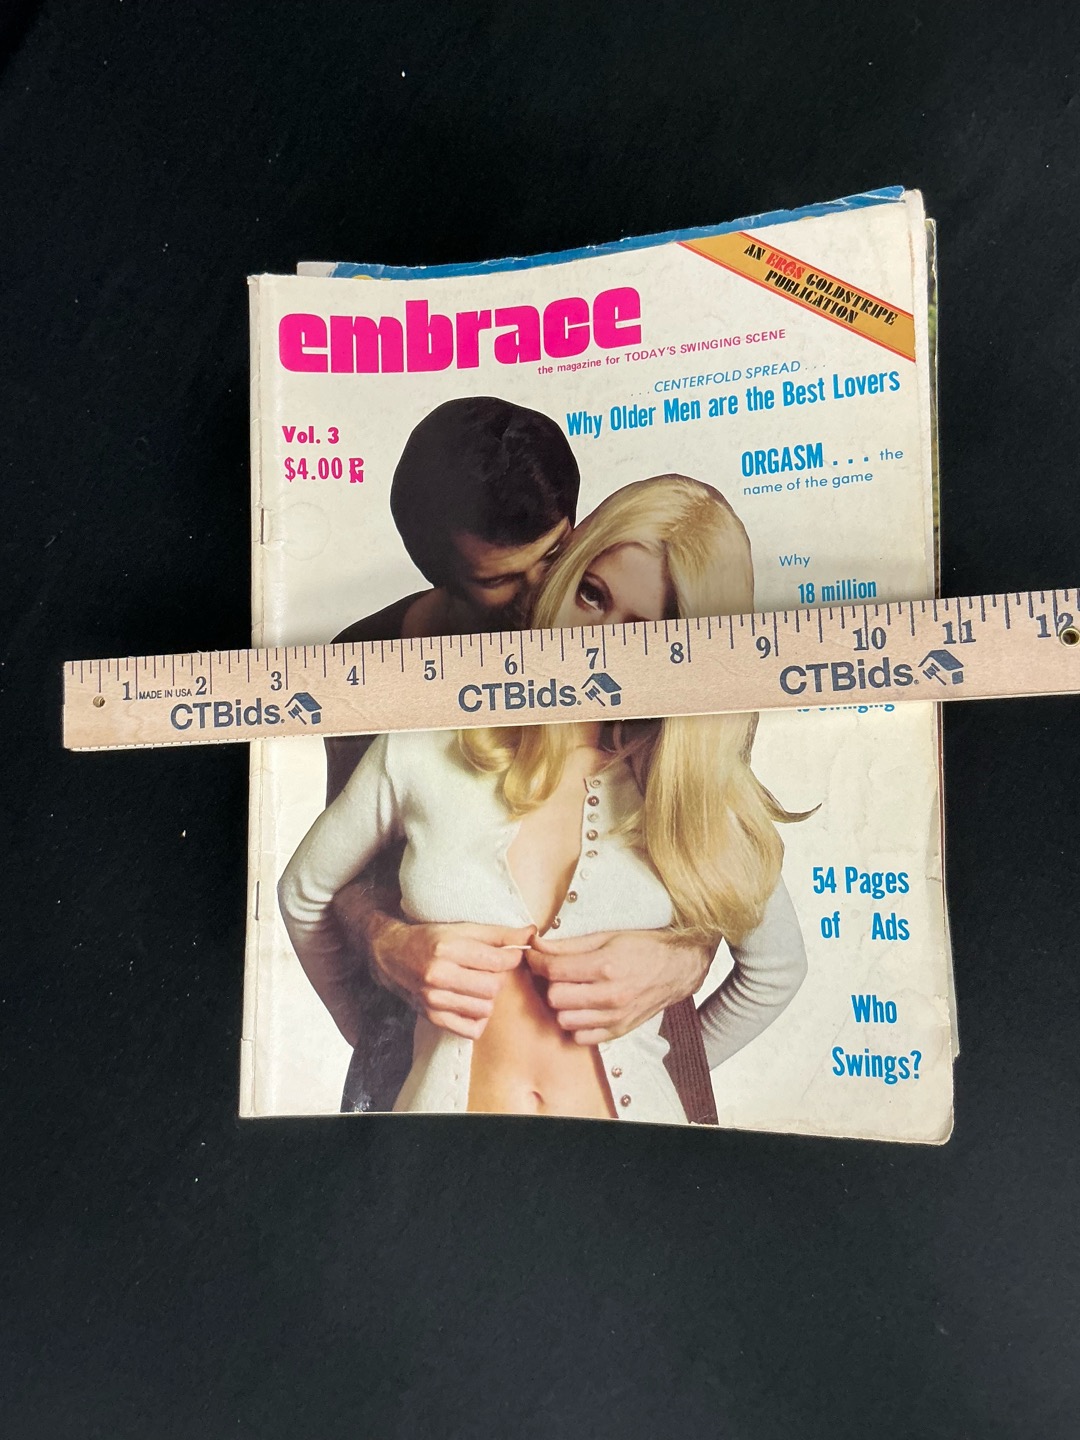 AN EROS GOLDSTRIPE
PUBLICATION
embrace
the magazine for TODAY'S SWINGING SCENE
. . . CENTERFOLD SPREAD . . .
Why Older Men are the Best Lovers
Vol. 3
$4.00
ORGASM . . . the
name of the game
Why
18 million
1 MADE IN USA 2 3 4 5 6 7 8 9 10 11 12
CTBids. CTBids. CTBids.
is swinging
54 Pages
of Ads
Who
Swings?